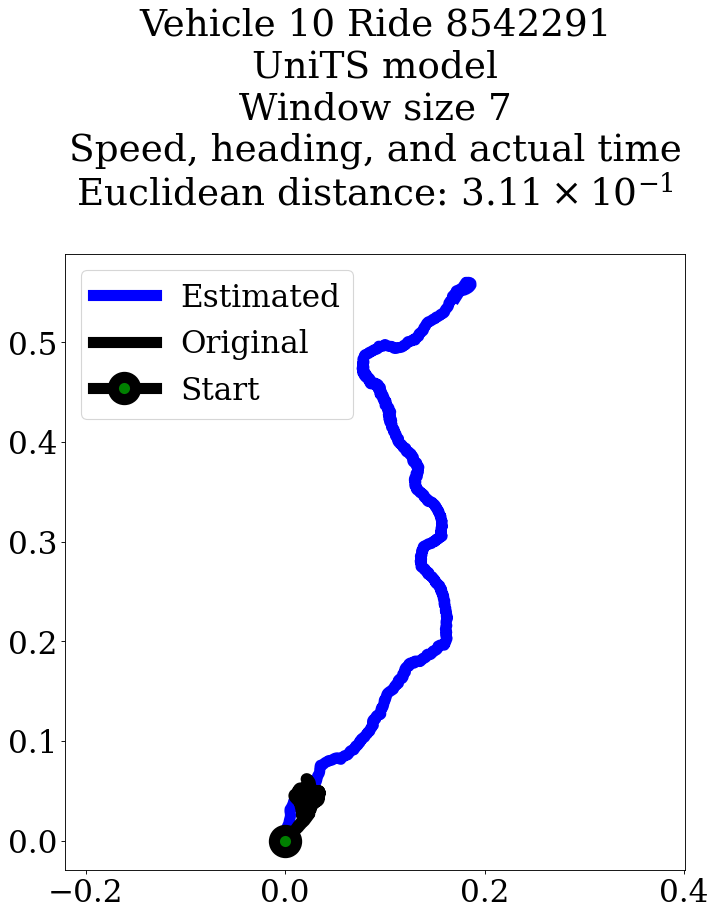 Vehicle 10 Ride 8542291
UniTS model
Window size 7
Speed, heading, and actual time
Euclidean distance: 3.11 × 10⁻¹
Estimated
Original
Start
0.5
0.4
0.3
0.2
0.1
0.0
−0.2 0.0 0.2 0.4